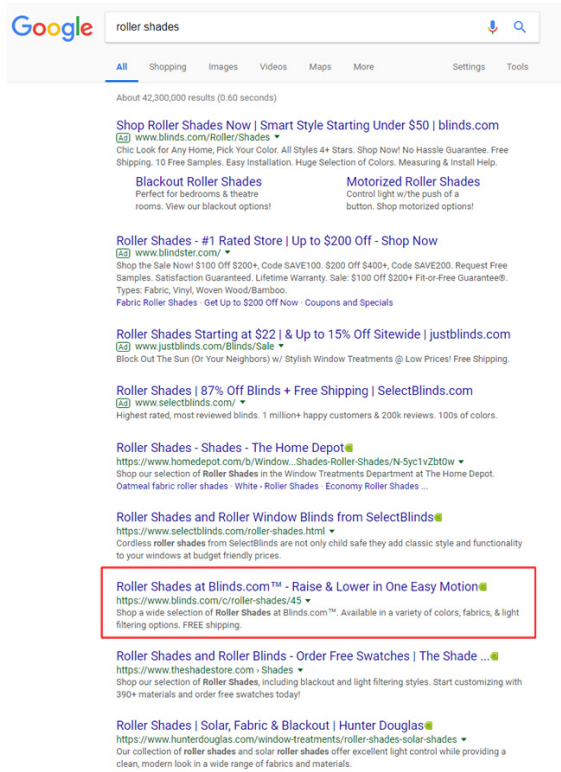 Google
roller shades
All Shopping Images Videos Maps More Settings Tools
About 42,300,000 results (0.60 seconds)
Shop Roller Shades Now | Smart Style Starting Under $50 | blinds.com
Ad www.blinds.com/Roller/Shades
Chic Look for Any Home, Pick Your Color. All Styles 4+ Stars. Shop Now! No Hassle Guarantee. Free
Shipping. 10 Free Samples. Easy Installation. Huge Selection of Colors. Measuring & Install Help.
Blackout Roller Shades
Perfect for bedrooms & theatre
rooms. View our blackout options!
Motorized Roller Shades
Control light w/the push of a
button. Shop motorized options!
Roller Shades - #1 Rated Store | Up to $200 Off - Shop Now
Ad www.blindster.com/
Shop the Sale Now! $100 Off $200+, Code SAVE100. $200 Off $400+, Code SAVE200. Request Free
Samples. Satisfaction Guaranteed. Lifetime Warranty. Sale: $100 Off $200+ Fit-or-Free Guarantee®.
Types: Fabric, Vinyl, Woven Wood/Bamboo.
Fabric Roller Shades · Get Up to $200 Off Now · Coupons and Specials
Roller Shades Starting at $22 | & Up to 15% Off Sitewide | justblinds.com
Ad www.justblinds.com/Blinds/Sale
Block Out The Sun (Or Your Neighbors) w/ Stylish Window Treatments @ Low Prices! Free Shipping.
Roller Shades | 87% Off Blinds + Free Shipping | SelectBlinds.com
Ad www.selectblinds.com/
Highest rated, most reviewed blinds. 1 million+ happy customers & 200k reviews. 100s of colors.
Roller Shades - Shades - The Home Depot
https://www.homedepot.com/b/Window...Shades-Roller-Shades/N-5yc1vZbt0w
Shop our selection of Roller Shades in the Window Treatments Department at The Home Depot.
Oatmeal fabric roller shades · White - Roller Shades · Economy Roller Shades ...
Roller Shades and Roller Window Blinds from SelectBlinds
https://www.selectblinds.com/roller-shades.html
Cordless roller shades from SelectBlinds are not only child safe they add classic style and functionality
to your windows at budget friendly prices.
Roller Shades at Blinds.com™ - Raise & Lower in One Easy Motion
https://www.blinds.com/c/roller-shades/45
Shop a wide selection of Roller Shades at Blinds.com™. Available in a variety of colors, fabrics, & light
filtering options. FREE shipping.
Roller Shades and Roller Blinds - Order Free Swatches | The Shade ...
https://www.theshadestore.com › Shades
Shop our selection of Roller Shades, including blackout and light filtering styles. Start customizing with
390+ materials and order free swatches today!
Roller Shades | Solar, Fabric & Blackout | Hunter Douglas
https://www.hunterdouglas.com/window-treatments/roller-shades-solar-shades
Our collection of roller shades and solar roller shades offer excellent light control while providing a
clean, modern look in a wide range of fabrics and materials.